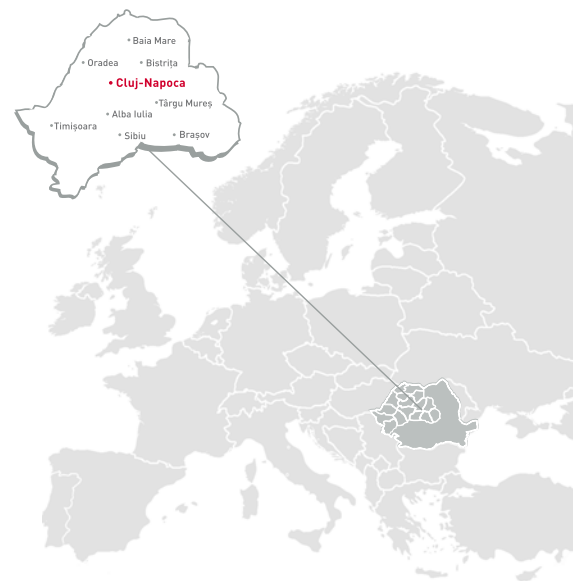 Baia Mare
Oradea
Bistrița
Cluj-Napoca
Târgu Mureș
Alba Iulia
Timișoara
Sibiu
Brașov